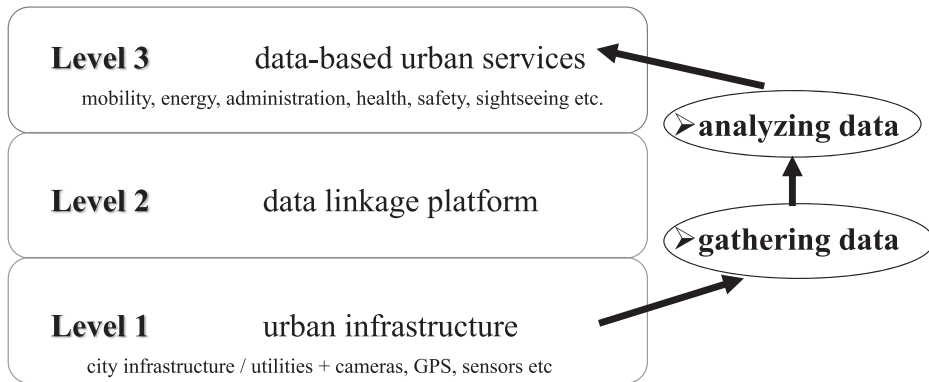 Level 3 data-based urban services
mobility, energy, administration, health, safety, sightseeing etc.
➢analyzing data
Level 2 data linkage platform
➢gathering data
Level 1 urban infrastructure
city infrastructure / utilities + cameras, GPS, sensors etc